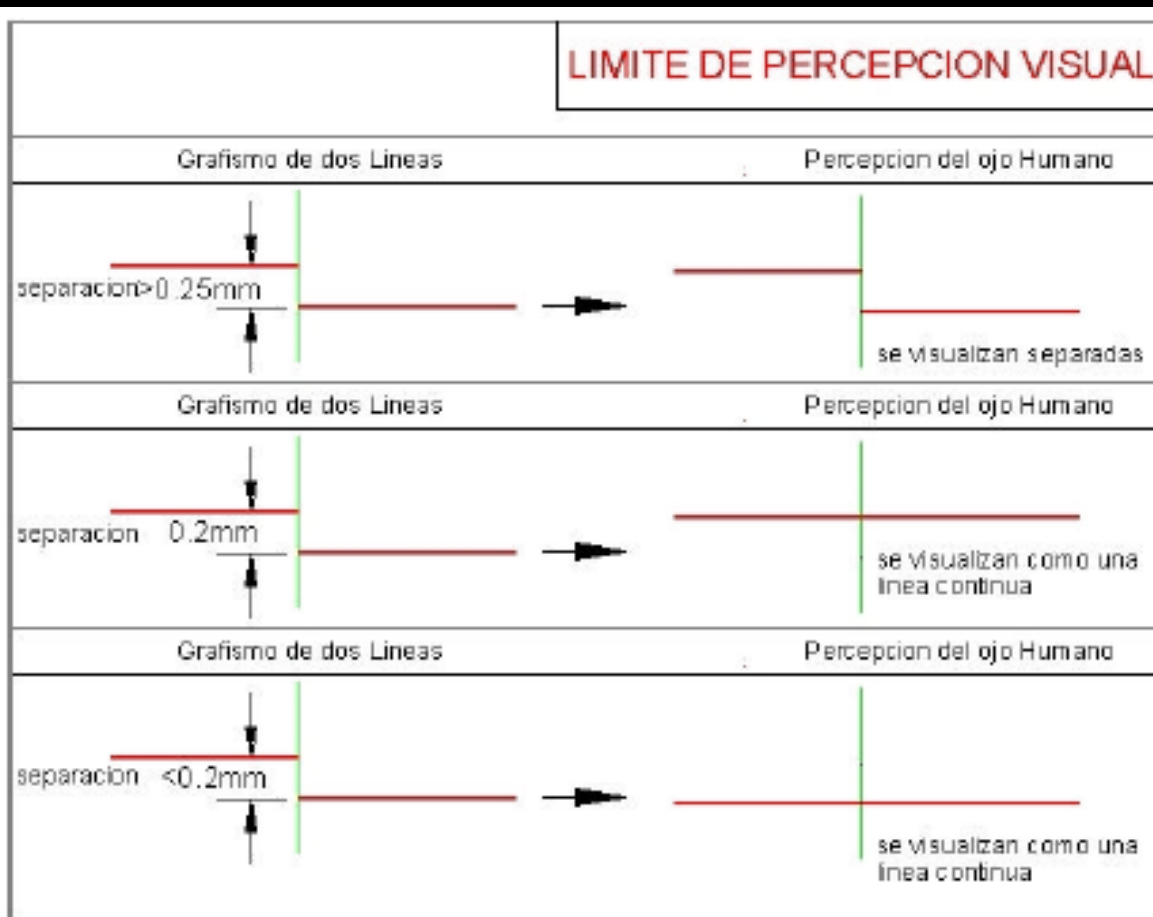 LIMITE DE PERCEPCION VISUAL
Grafismo de dos Lineas
Percepcion del ojo Humano
separacion>0.25mm
se visualizan separadas
Grafismo de dos Lineas
Percepcion del ojo Humano
separacion 0.2mm
se visualizan como una
linea continua
Grafismo de dos Lineas
Percepcion del ojo Humano
separacion <0.2mm
se visualizan como una
linea continua